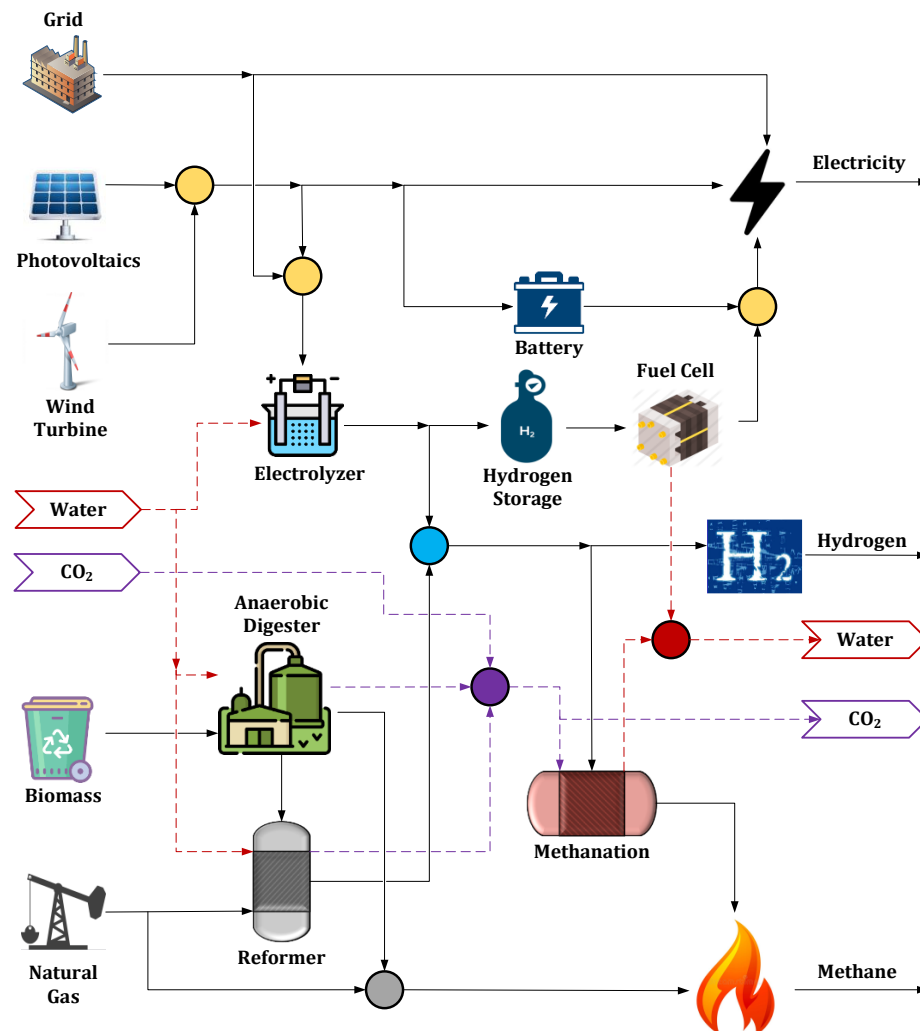 Grid
Electricity
Photovoltaics
Battery
Fuel Cell
Wind
Turbine
+ −
H₂
Electrolyzer
Hydrogen
Storage
Water
Hydrogen
H₂
CO₂
Anaerobic
Digester
Water
CO₂
Biomass
Methanation
Reformer
Natural
Gas
Methane